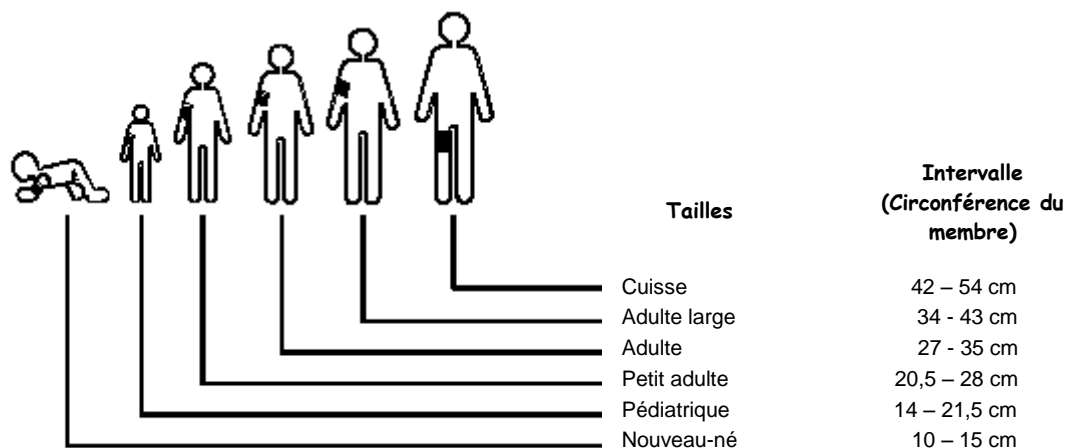 Tailles
Intervalle
(Circonférence du
membre)
Cuisse 42 – 54 cm
Adulte large 34 - 43 cm
Adulte 27 - 35 cm
Petit adulte 20,5 – 28 cm
Pédiatrique 14 – 21,5 cm
Nouveau-né 10 – 15 cm